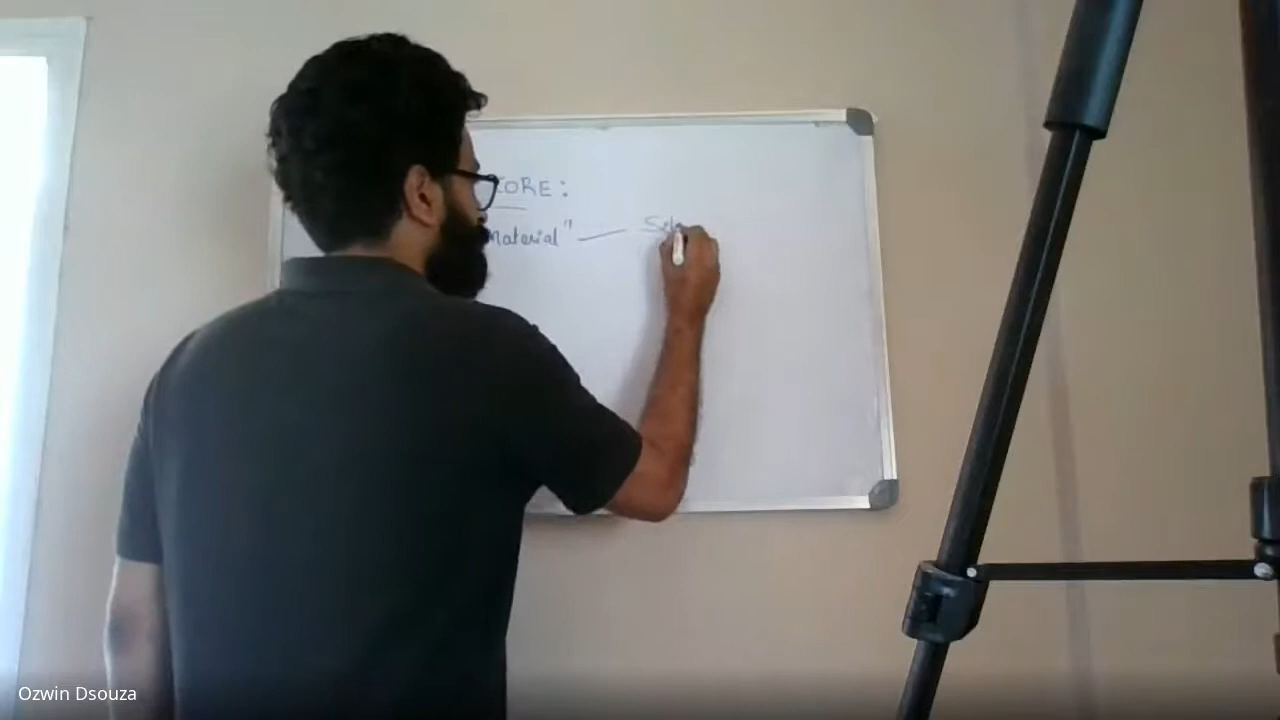 CORE:
Material" —
Ozwin Dsouza